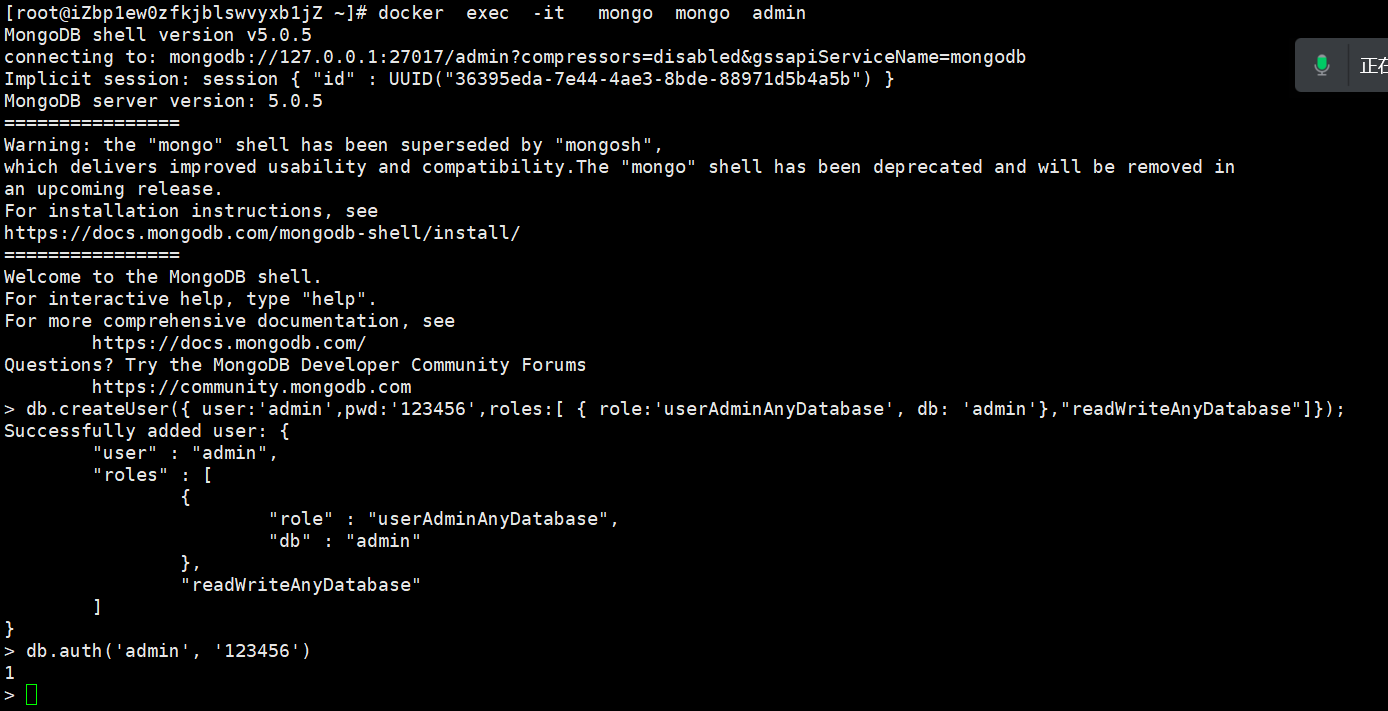 [root@iZbp1ew0zfkjblswvyxb1jZ ~]# docker  exec  -it   mongo  mongo  admin
MongoDB shell version v5.0.5
connecting to: mongodb://127.0.0.1:27017/admin?compressors=disabled&gssapiServiceName=mongodb
Implicit session: session { "id" : UUID("36395eda-7e44-4ae3-8bde-88971d5b4a5b") }
正在
MongoDB server version: 5.0.5
================
Warning: the "mongo" shell has been superseded by "mongosh",
which delivers improved usability and compatibility.The "mongo" shell has been deprecated and will be removed in
an upcoming release.
For installation instructions, see
https://docs.mongodb.com/mongodb-shell/install/
================
Welcome to the MongoDB shell.
For interactive help, type "help".
For more comprehensive documentation, see
        https://docs.mongodb.com/
Questions? Try the MongoDB Developer Community Forums
        https://community.mongodb.com
> db.createUser({ user:'admin',pwd:'123456',roles:[ { role:'userAdminAnyDatabase', db: 'admin'},"readWriteAnyDatabase"]});
Successfully added user: {
        "user" : "admin",
        "roles" : [
                {
                        "role" : "userAdminAnyDatabase",
                        "db" : "admin"
                },
                "readWriteAnyDatabase"
        ]
}
> db.auth('admin', '123456')
1
>